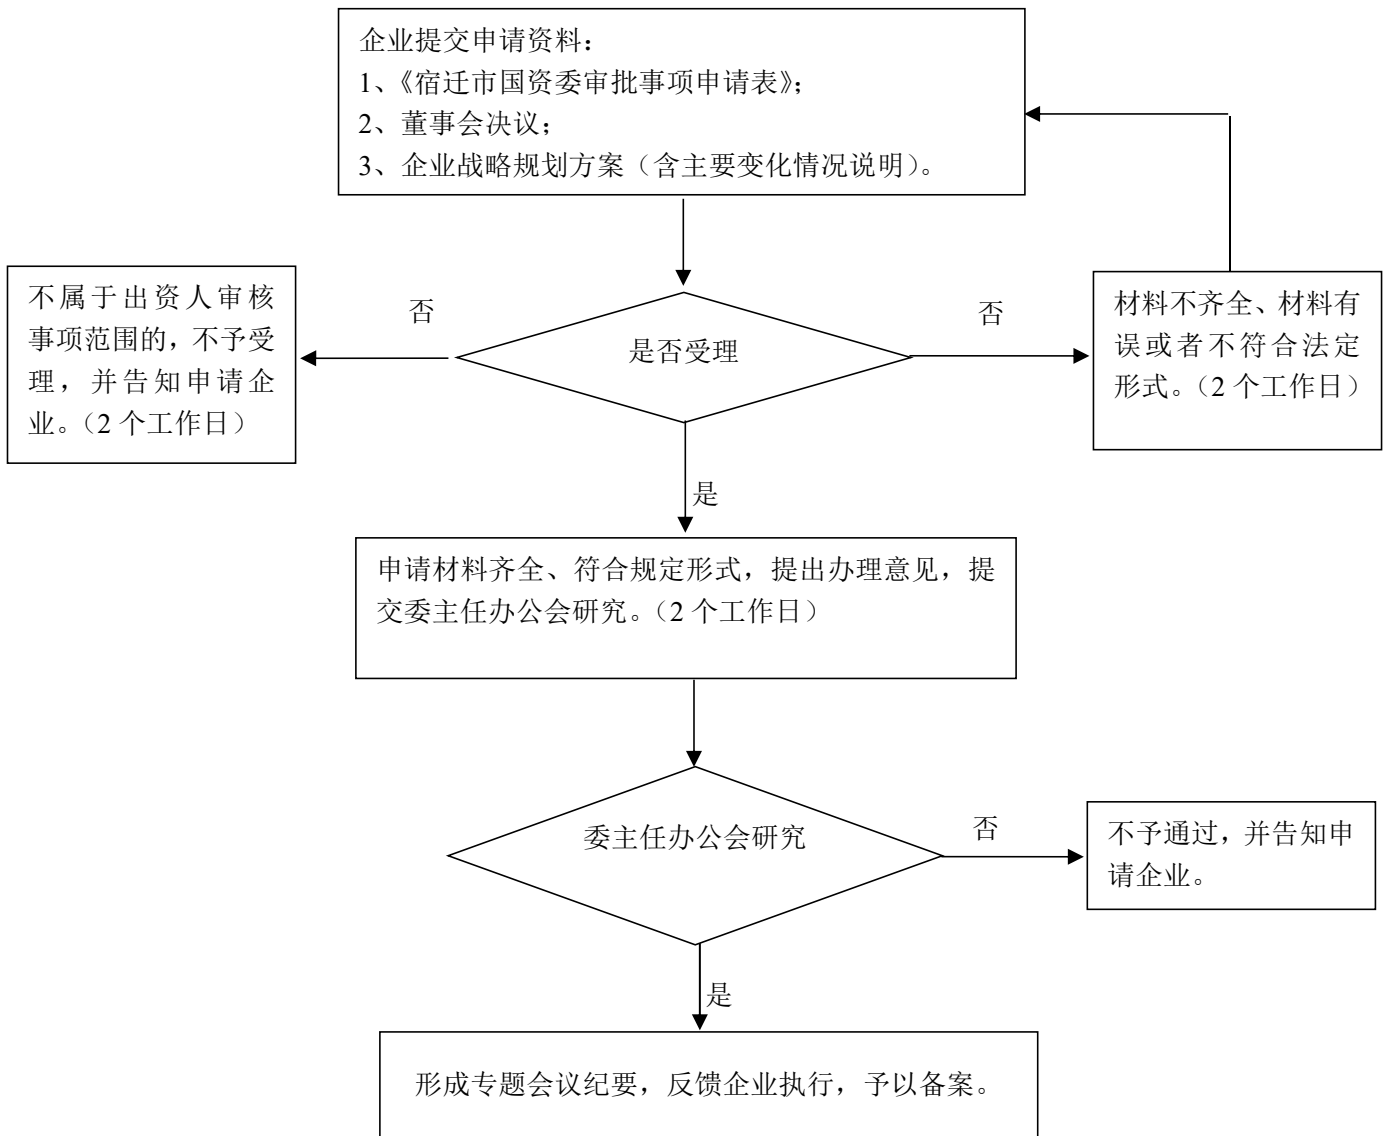 企业提交申请资料：
1、《宿迁市国资委审批事项申请表》；
2、董事会决议；
3、企业战略规划方案（含主要变化情况说明）。
不属于出资人审核
事项范围的，不予受
理，并告知申请企
业。（2 个工作日）
否
是否受理
否
材料不齐全、材料有
误或者不符合法定
形式。（2 个工作日）
是
申请材料齐全、符合规定形式，提出办理意见，提
交委主任办公会研究。（2 个工作日）
委主任办公会研究
否
不予通过，并告知申
请企业。
是
形成专题会议纪要，反馈企业执行，予以备案。